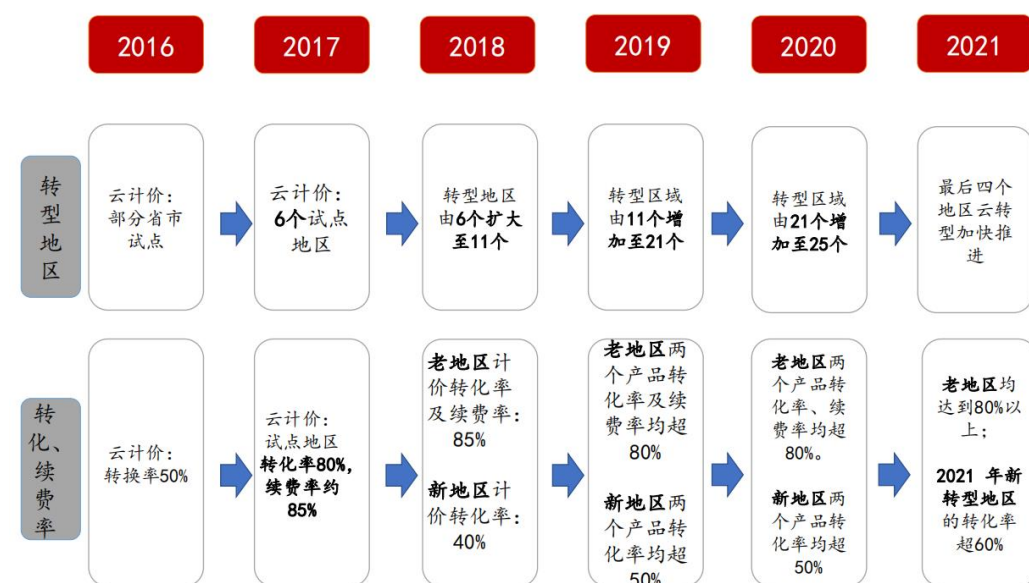 2016
2017
2018
2019
2020
2021
转
型
地
区
云计价：
部分省市
试点
云计价：
6个试点
地区
转型地区
由6个扩大
至11个
转型区域
由11个增
加至21个
转型区域
由21个增
加至25个
最后四个
地区云转
型加快推
进
转
化、
续
费
率
云计价：
转换率50%
云计价：
试点地区
转化率80%，
续费率约
85%
老地区计
价转化率
及续费率：
85%
新地区计
价转化率：
40%
老地区两
个产品转
化率及续
费率均超
80%
新地区两
个产品转
化率均超
50%
老地区两
个产品转
化率、续
费率均超
80%。
新地区两
个产品转
化率均超
50%
老地区均
达到80%以
上；
2021 年新
转型地区
的转化率
超60%